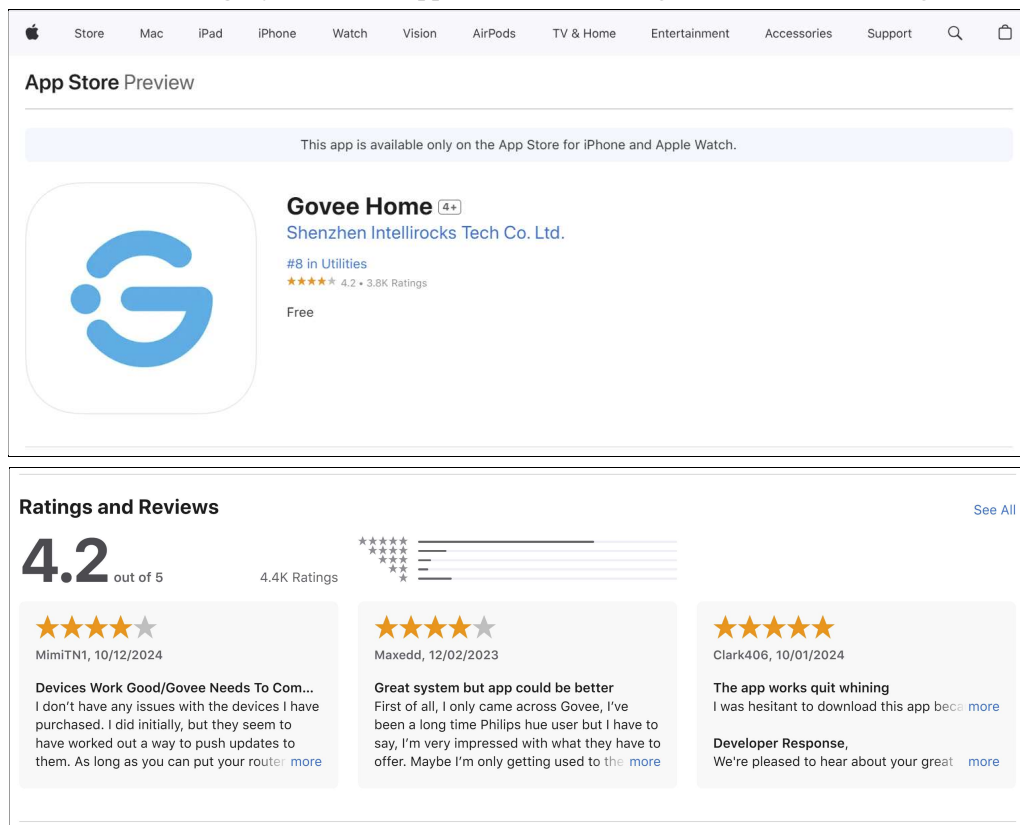 Store Mac iPad iPhone Watch Vision AirPods TV & Home Entertainment Accessories Support
App Store Preview
This app is available only on the App Store for iPhone and Apple Watch.
Govee Home 4+
Shenzhen Intellirocks Tech Co. Ltd.
#8 in Utilities
★★★★★ 4.2 • 3.8K Ratings
Free
Ratings and Reviews
See All
4.2 out of 5
4.4K Ratings
MimiTN1, 10/12/2024
Devices Work Good/Govee Needs To Com...
I don’t have any issues with the devices I have
purchased. I did initially, but they seem to
have worked out a way to push updates to
them. As long as you can put your router more
Maxedd, 12/02/2023
Great system but app could be better
First of all, I only came across Govee, I’ve
been a long time Philips hue user but I have to
say, I’m very impressed with what they have to
offer. Maybe I’m only getting used to the more
Clark406, 10/01/2024
The app works quit whining
I was hesitant to download this app beca more
Developer Response,
We're pleased to hear about your great more